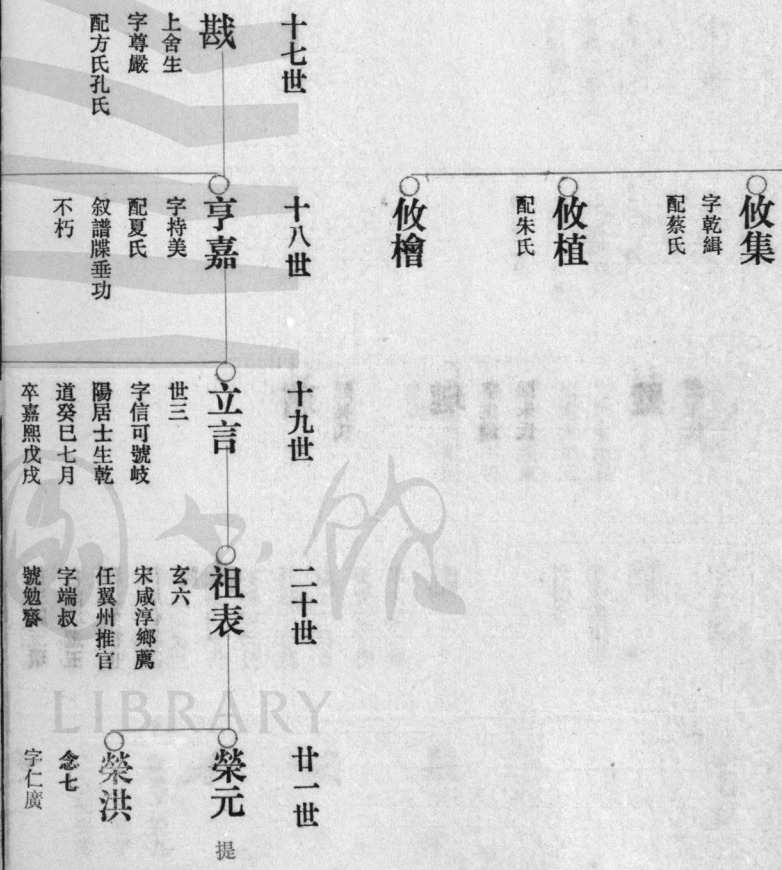 攸集
字乾緝
配蔡氏
攸植
配朱氏
攸檜
十七世
戡
上舍生
字尊嚴
配方氏孔氏
十八世
亨嘉
字持美
配夏氏
叙譜牒垂功
不朽
十九世
立言
世三
字信可號岐
陽居士生乾
道癸巳七月
卒嘉熙戊戌
二十世
祖表
玄六
宋咸淳鄉薦
任翼州推官
字端叔
號勉齋
廿一世
榮元
提
榮洪
念七
字仁廣
LIBRARY